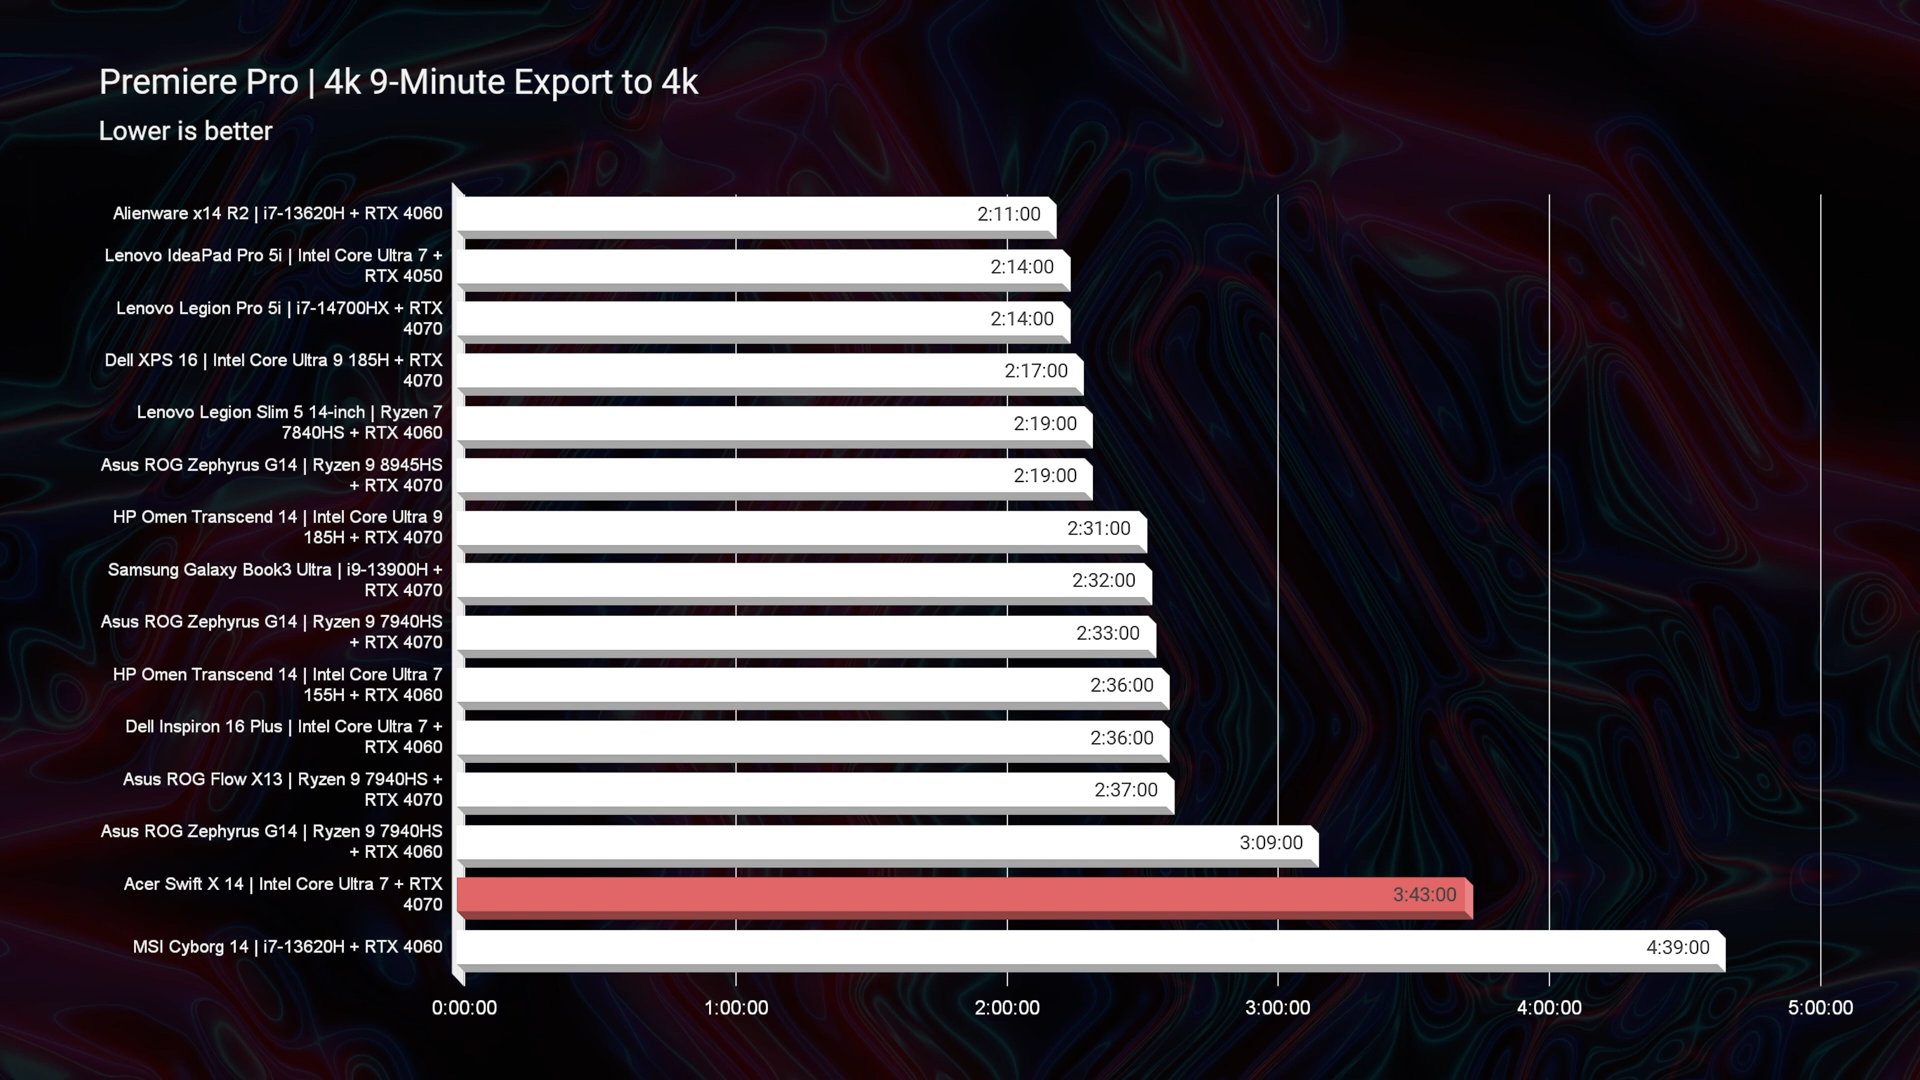 Premiere Pro | 4k 9-Minute Export to 4k
Lower is better
Alienware x14 R2 | i7-13620H + RTX 4060
2:11:00
Lenovo IdeaPad Pro 5i | Intel Core Ultra 7 +
RTX 4050
2:14:00
Lenovo Legion Pro 5i | i7-14700HX + RTX
4070
2:14:00
Dell XPS 16 | Intel Core Ultra 9 185H + RTX
4070
2:17:00
Lenovo Legion Slim 5 14-inch | Ryzen 7
7840HS + RTX 4060
2:19:00
Asus ROG Zephyrus G14 | Ryzen 9 8945HS
+ RTX 4070
2:19:00
HP Omen Transcend 14 | Intel Core Ultra 9
185H + RTX 4070
2:31:00
Samsung Galaxy Book3 Ultra | i9-13900H +
RTX 4070
2:32:00
Asus ROG Zephyrus G14 | Ryzen 9 7940HS
+ RTX 4070
2:33:00
HP Omen Transcend 14 | Intel Core Ultra 7
155H + RTX 4060
2:36:00
Dell Inspiron 16 Plus | Intel Core Ultra 7 +
RTX 4060
2:36:00
Asus ROG Flow X13 | Ryzen 9 7940HS +
RTX 4070
2:37:00
Asus ROG Zephyrus G14 | Ryzen 9 7940HS
+ RTX 4060
3:09:00
Acer Swift X 14 | Intel Core Ultra 7 + RTX
4070
3:43:00
MSI Cyborg 14 | i7-13620H + RTX 4060
4:39:00
0:00:00 1:00:00 2:00:00 3:00:00 4:00:00 5:00:00